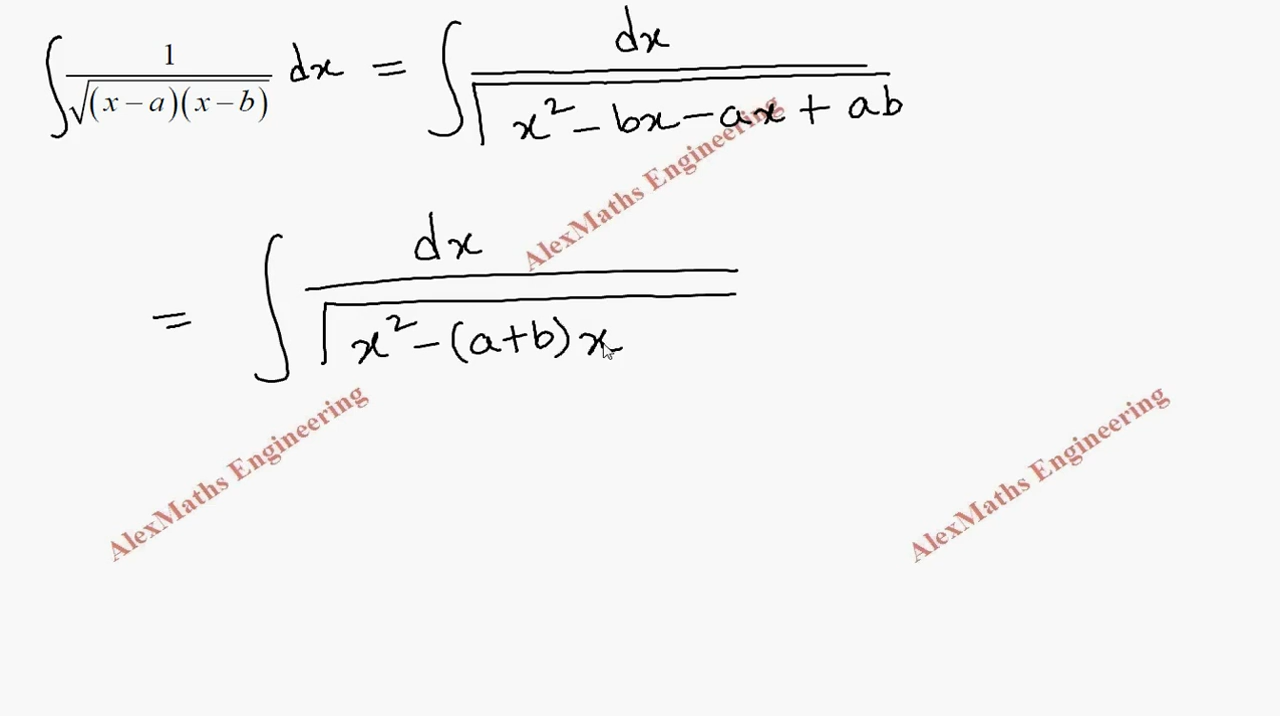 ∫ 1/√((x−a)(x−b)) dx = ∫ dx/√(x² − bx − ax + ab)
AlexMaths Engineering
= ∫ dx/√(x² − (a+b)x
AlexMaths Engineering
AlexMaths Engineering